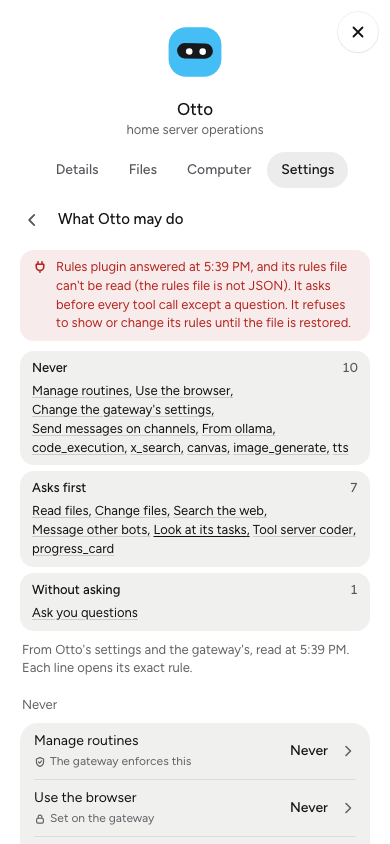 Otto
home server operations
Details
Files
Computer
Settings
What Otto may do
Rules plugin answered at 5:39 PM, and its rules file
can't be read (the rules file is not JSON). It asks
before every tool call except a question. It refuses
to show or change its rules until the file is restored.
Never
10
Manage routines, Use the browser,
Change the gateway's settings,
Send messages on channels, From ollama,
code_execution, x_search, canvas, image_generate, tts
Asks first
7
Read files, Change files, Search the web,
Message other bots, Look at its tasks, Tool server coder,
progress_card
Without asking
1
Ask you questions
From Otto's settings and the gateway's, read at 5:39 PM.
Each line opens its exact rule.
Never
Manage routines
The gateway enforces this
Never
Use the browser
Set on the gateway
Never